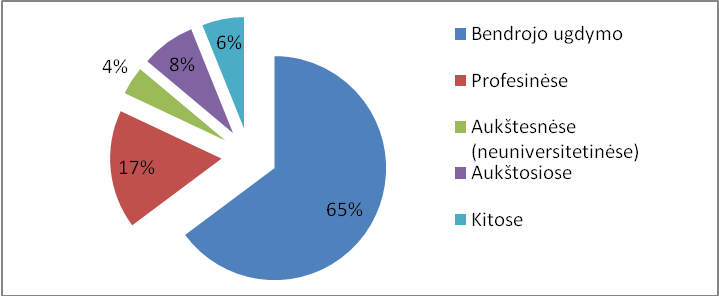 6%
8%
4%
17%
65%
Bendrojo ugdymo
Profesinėse
Aukštesnėse
(neuniversitetinėse)
Aukštosiose
Kitose